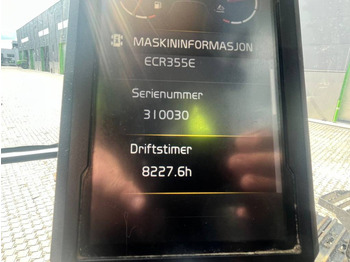 MASKININFORMASJON
ECR355E
Serienummer
310030
Driftstimer
8227.6h